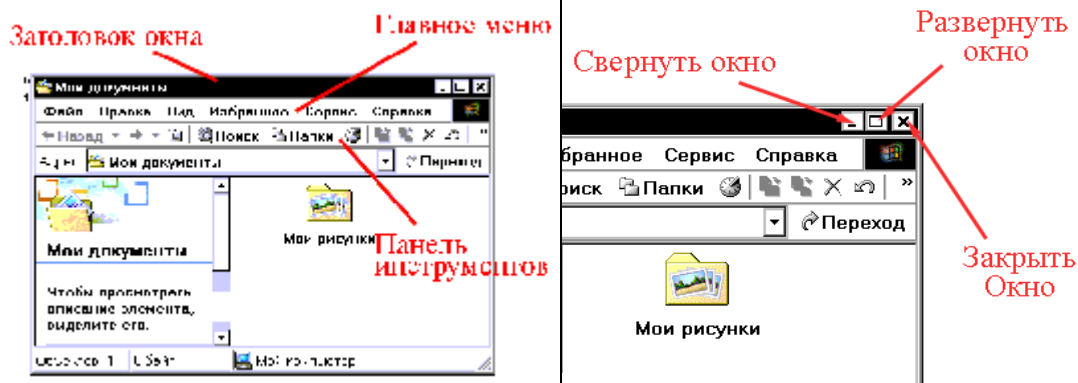 Заголовок окна
Главное меню
Мои документы
Файл Правка Вид Избранное Сервис Справка
Назад Поиск Папки »
Мои документы Переход
Мои документы
Мои рисунки
Панель
инструментов
Чтобы просмотреть
описание элемента,
выделите его.
Мой компьютер
Развернуть
окно
Свернуть окно
бранное Сервис Справка
оиск Папки »
Переход
Мои рисунки
Закрыть
Окно